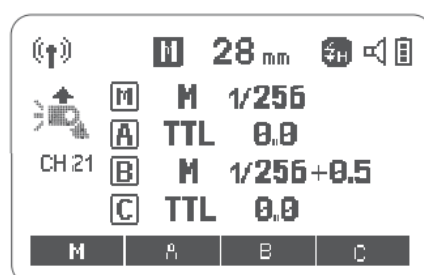 M 28 mm H
M M 1/256
A TTL 0.0
CH 21
B M 1/256+0.5
C TTL 0.0
M A B C